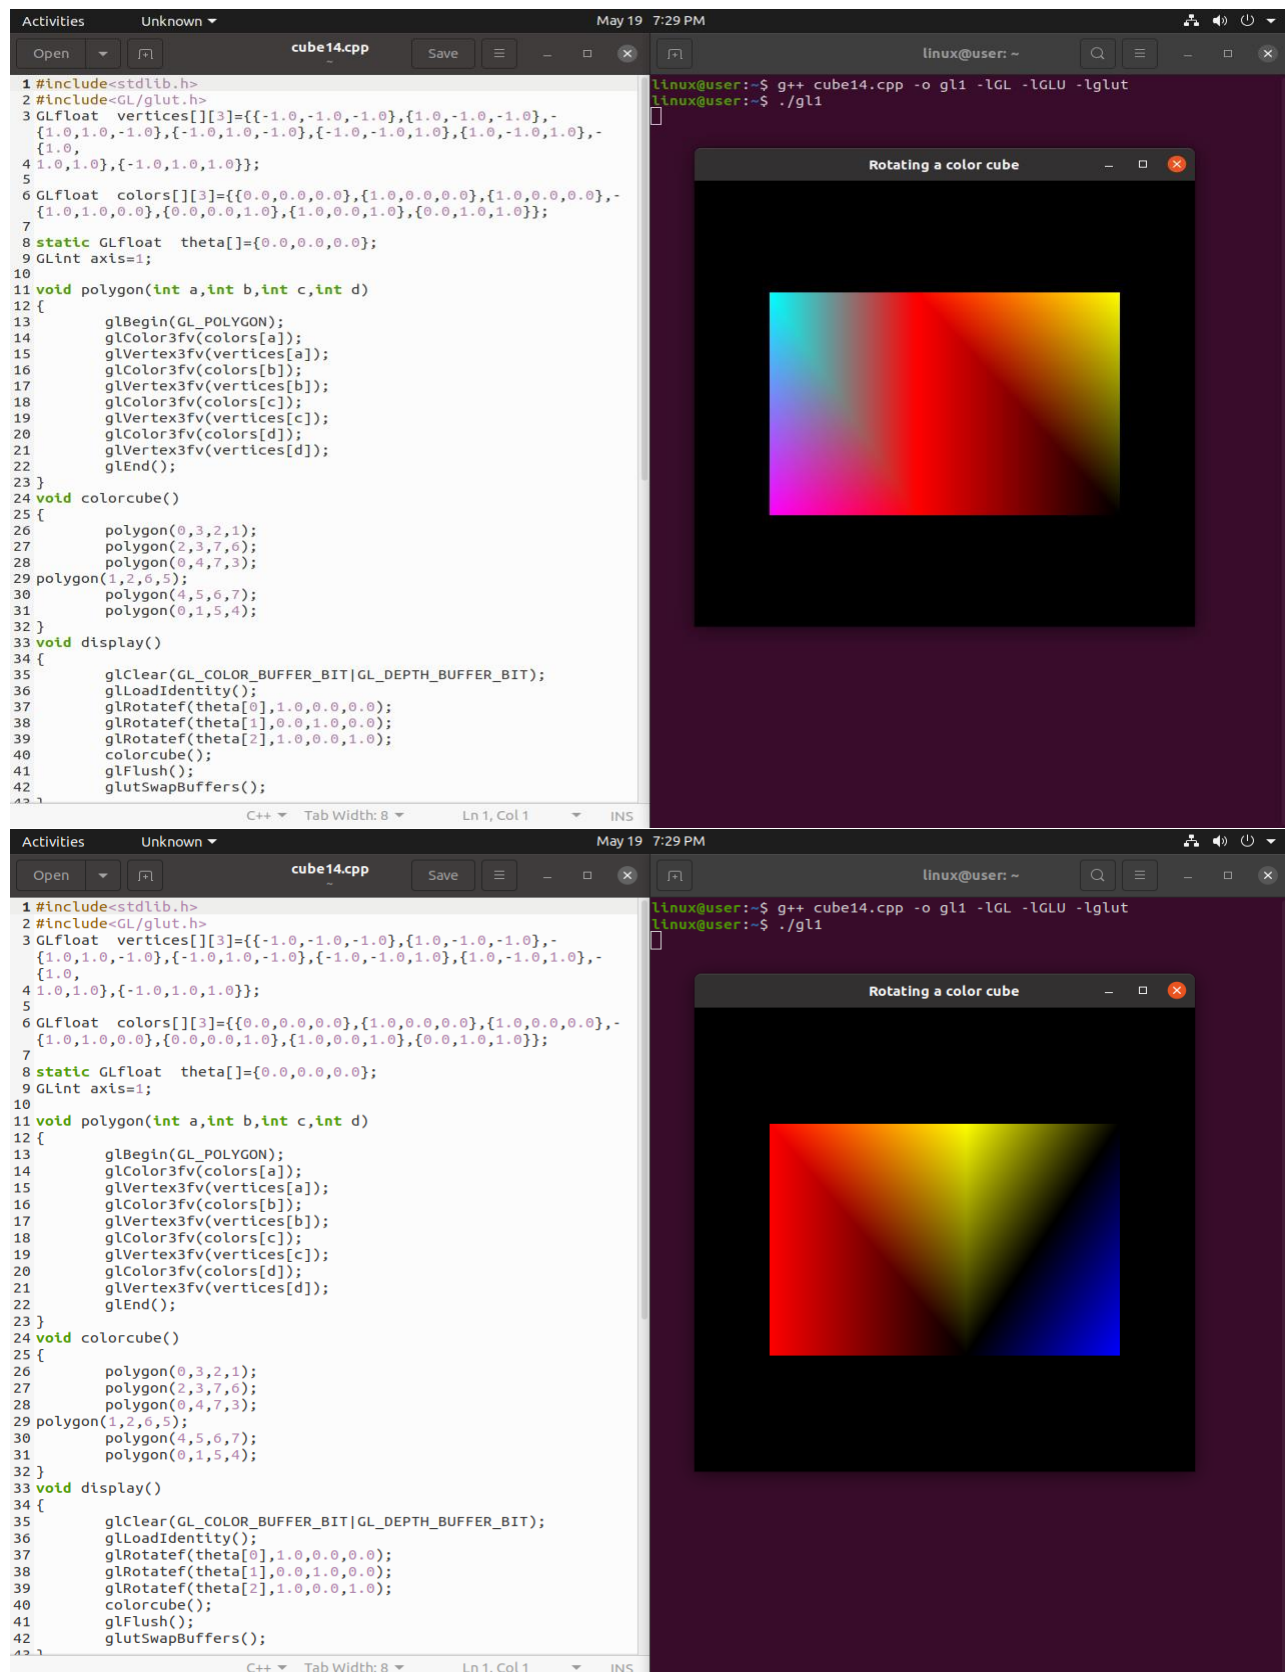 Activities Unknown May 19 7:29 PM
Open cube14.cpp Save
~
1 #include<stdlib.h>
2 #include<GL/glut.h>
3 GLfloat  vertices[][3]={{-1.0,-1.0,-1.0},{1.0,-1.0,-1.0},-
{1.0,1.0,-1.0},{-1.0,1.0,-1.0},{-1.0,-1.0,1.0},{1.0,-1.0,1.0},-
{1.0,
4 1.0,1.0},{-1.0,1.0,1.0}};
5
6 GLfloat  colors[][3]={{0.0,0.0,0.0},{1.0,0.0,0.0},{1.0,0.0,0.0},-
{1.0,1.0,0.0},{0.0,0.0,1.0},{1.0,0.0,1.0},{0.0,1.0,1.0}};
7
8 static GLfloat  theta[]={0.0,0.0,0.0};
9 GLint axis=1;
10
11 void polygon(int a,int b,int c,int d)
12 {
13         glBegin(GL_POLYGON);
14         glColor3fv(colors[a]);
15         glVertex3fv(vertices[a]);
16         glColor3fv(colors[b]);
17         glVertex3fv(vertices[b]);
18         glColor3fv(colors[c]);
19         glVertex3fv(vertices[c]);
20         glColor3fv(colors[d]);
21         glVertex3fv(vertices[d]);
22         glEnd();
23 }
24 void colorcube()
25 {
26         polygon(0,3,2,1);
27         polygon(2,3,7,6);
28         polygon(0,4,7,3);
29 polygon(1,2,6,5);
30         polygon(4,5,6,7);
31         polygon(0,1,5,4);
32 }
33 void display()
34 {
35         glClear(GL_COLOR_BUFFER_BIT|GL_DEPTH_BUFFER_BIT);
36         glLoadIdentity();
37         glRotatef(theta[0],1.0,0.0,0.0);
38         glRotatef(theta[1],0.0,1.0,0.0);
39         glRotatef(theta[2],1.0,0.0,1.0);
40         colorcube();
41         glFlush();
42         glutSwapBuffers();
43 }
C++ Tab Width: 8 Ln 1, Col 1 INS
linux@user: ~
linux@user:~$ g++ cube14.cpp -o gl1 -lGL -lGLU -lglut
linux@user:~$ ./gl1
Rotating a color cube
Activities Unknown May 19 7:29 PM
Open cube14.cpp Save
~
1 #include<stdlib.h>
2 #include<GL/glut.h>
3 GLfloat  vertices[][3]={{-1.0,-1.0,-1.0},{1.0,-1.0,-1.0},-
{1.0,1.0,-1.0},{-1.0,1.0,-1.0},{-1.0,-1.0,1.0},{1.0,-1.0,1.0},-
{1.0,
4 1.0,1.0},{-1.0,1.0,1.0}};
5
6 GLfloat  colors[][3]={{0.0,0.0,0.0},{1.0,0.0,0.0},{1.0,0.0,0.0},-
{1.0,1.0,0.0},{0.0,0.0,1.0},{1.0,0.0,1.0},{0.0,1.0,1.0}};
7
8 static GLfloat  theta[]={0.0,0.0,0.0};
9 GLint axis=1;
10
11 void polygon(int a,int b,int c,int d)
12 {
13         glBegin(GL_POLYGON);
14         glColor3fv(colors[a]);
15         glVertex3fv(vertices[a]);
16         glColor3fv(colors[b]);
17         glVertex3fv(vertices[b]);
18         glColor3fv(colors[c]);
19         glVertex3fv(vertices[c]);
20         glColor3fv(colors[d]);
21         glVertex3fv(vertices[d]);
22         glEnd();
23 }
24 void colorcube()
25 {
26         polygon(0,3,2,1);
27         polygon(2,3,7,6);
28         polygon(0,4,7,3);
29 polygon(1,2,6,5);
30         polygon(4,5,6,7);
31         polygon(0,1,5,4);
32 }
33 void display()
34 {
35         glClear(GL_COLOR_BUFFER_BIT|GL_DEPTH_BUFFER_BIT);
36         glLoadIdentity();
37         glRotatef(theta[0],1.0,0.0,0.0);
38         glRotatef(theta[1],0.0,1.0,0.0);
39         glRotatef(theta[2],1.0,0.0,1.0);
40         colorcube();
41         glFlush();
42         glutSwapBuffers();
43 }
C++ Tab Width: 8 Ln 1, Col 1 INS
linux@user: ~
linux@user:~$ g++ cube14.cpp -o gl1 -lGL -lGLU -lglut
linux@user:~$ ./gl1
Rotating a color cube